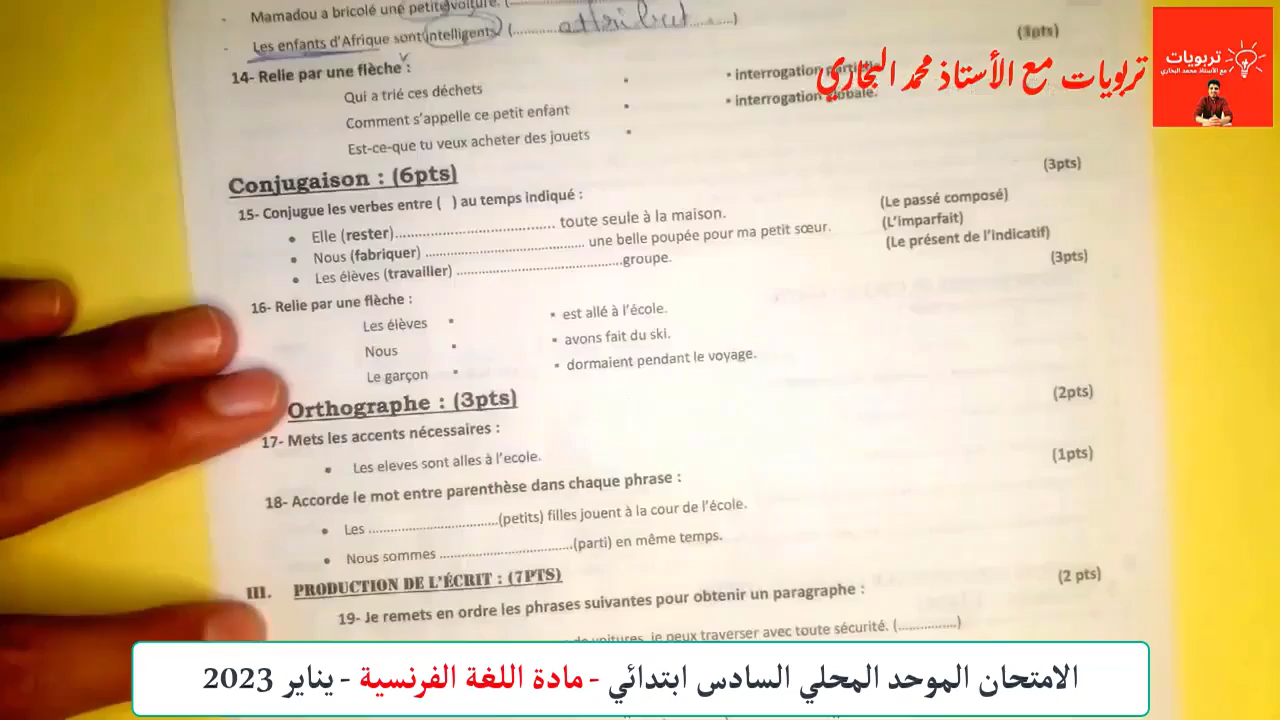 Mamadou a bricolé une petite voiture. (
Les enfants d'Afrique sont intelligents (............attribut............)
(3pts)
14- Relie par une flèche :
Qui a trié ces déchets
• interrogation
Comment s'appelle ce petit enfant
• interrogation globale.
Est-ce-que tu veux acheter des jouets
Conjugaison : (6pts)
(3pts)
15- Conjugue les verbes entre ( ) au temps indiqué :
• Elle (rester)........................................ toute seule à la maison. (Le passé composé)
• Nous (fabriquer) ........................................ une belle poupée pour ma petit sœur. (L'imparfait)
• Les élèves (travailler) ........................................groupe. (Le présent de l'indicatif)
(3pts)
16- Relie par une flèche :
Les élèves • • est allé à l'école.
Nous • • avons fait du ski.
Le garçon • • dormaient pendant le voyage.
Orthographe : (3pts)
(2pts)
17- Mets les accents nécessaires :
• Les eleves sont alles à l'ecole.
(1pts)
18- Accorde le mot entre parenthèse dans chaque phrase :
• Les ................................(petits) filles jouent à la cour de l'école.
• Nous sommes ................................(parti) en même temps.
III. PRODUCTION DE L'ÉCRIT : (7PTS)
(2 pts)
19- Je remets en ordre les phrases suivantes pour obtenir un paragraphe :
de voitures, je peux traverser avec toute sécurité. (...............)
تربويات مع الأستاذ محمد البخاري
تربويات
مع الأستاذ محمد البخاري
الامتحان الموحد المحلي السادس ابتدائي - مادة اللغة الفرنسية - يناير 2023